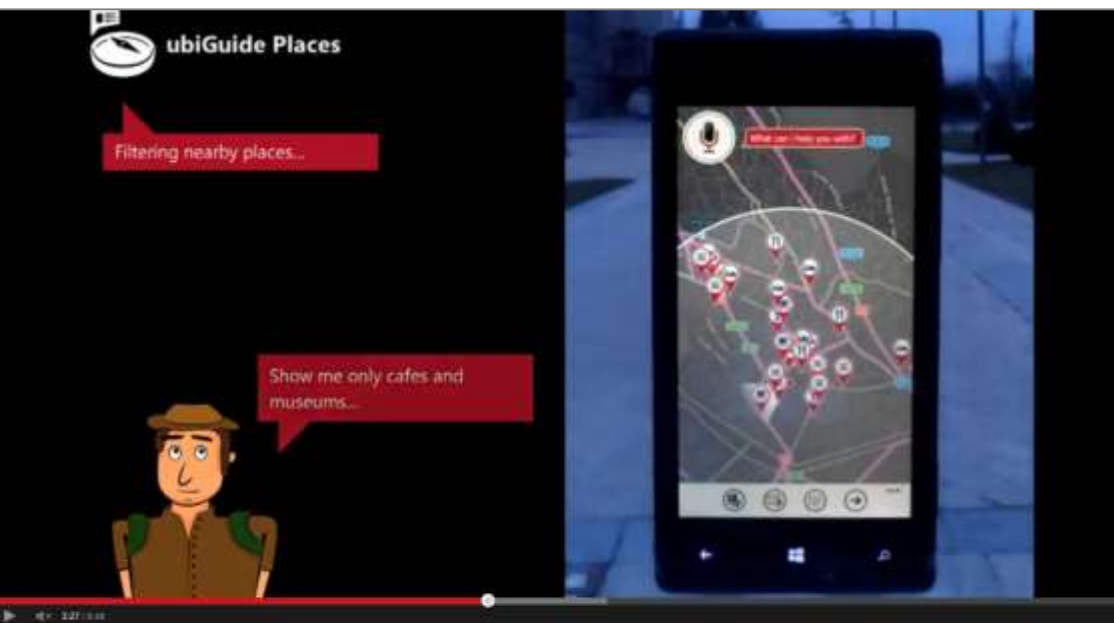 ubiGuide Places
Filtering nearby places...
Show me only cafes and
museums...
What can I help you with?